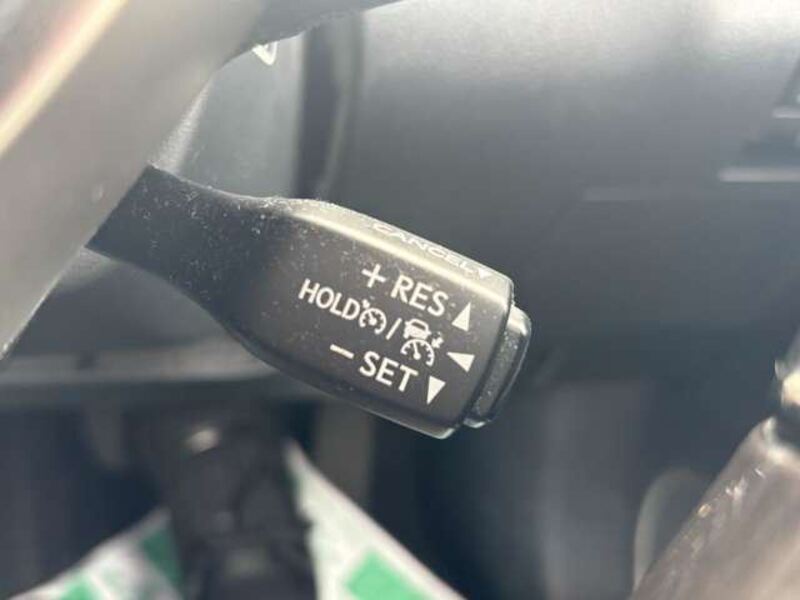 CANCEL
+ RES
HOLD /
− SET